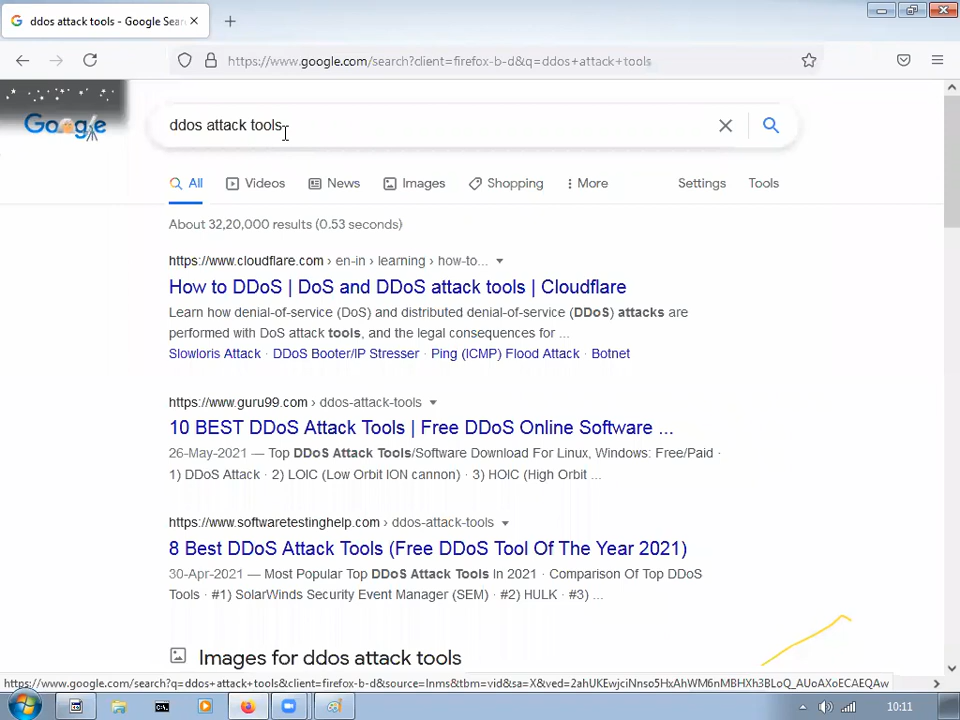 ddos attack tools - Google Sear
https://www.google.com/search?client=firefox-b-d&q=ddos+attack+tools
Google
ddos attack tools
All Videos News Images Shopping More Settings Tools
About 32,20,000 results (0.53 seconds)
https://www.cloudflare.com › en-in › learning › how-to...
How to DDoS | DoS and DDoS attack tools | Cloudflare
Learn how denial-of-service (DoS) and distributed denial-of-service (DDoS) attacks are
performed with DoS attack tools, and the legal consequences for ...
Slowloris Attack · DDoS Booter/IP Stresser · Ping (ICMP) Flood Attack · Botnet
https://www.guru99.com › ddos-attack-tools
10 BEST DDoS Attack Tools | Free DDoS Online Software ...
26-May-2021 — Top DDoS Attack Tools/Software Download For Linux, Windows: Free/Paid ·
1) DDoS Attack · 2) LOIC (Low Orbit ION cannon) · 3) HOIC (High Orbit ...
https://www.softwaretestinghelp.com › ddos-attack-tools
8 Best DDoS Attack Tools (Free DDoS Tool Of The Year 2021)
30-Apr-2021 — Most Popular Top DDoS Attack Tools In 2021 · Comparison Of Top DDoS
Tools · #1) SolarWinds Security Event Manager (SEM) · #2) HULK · #3) ...
Images for ddos attack tools
https://www.google.com/search?q=ddos+attack+tools&client=firefox-b-d&source=lnms&tbm=vid&sa=X&ved=2ahUKEwjciNnso5HxAhWM6nMBHXh3BLoQ_AUoAXoECAEQAw
10:11